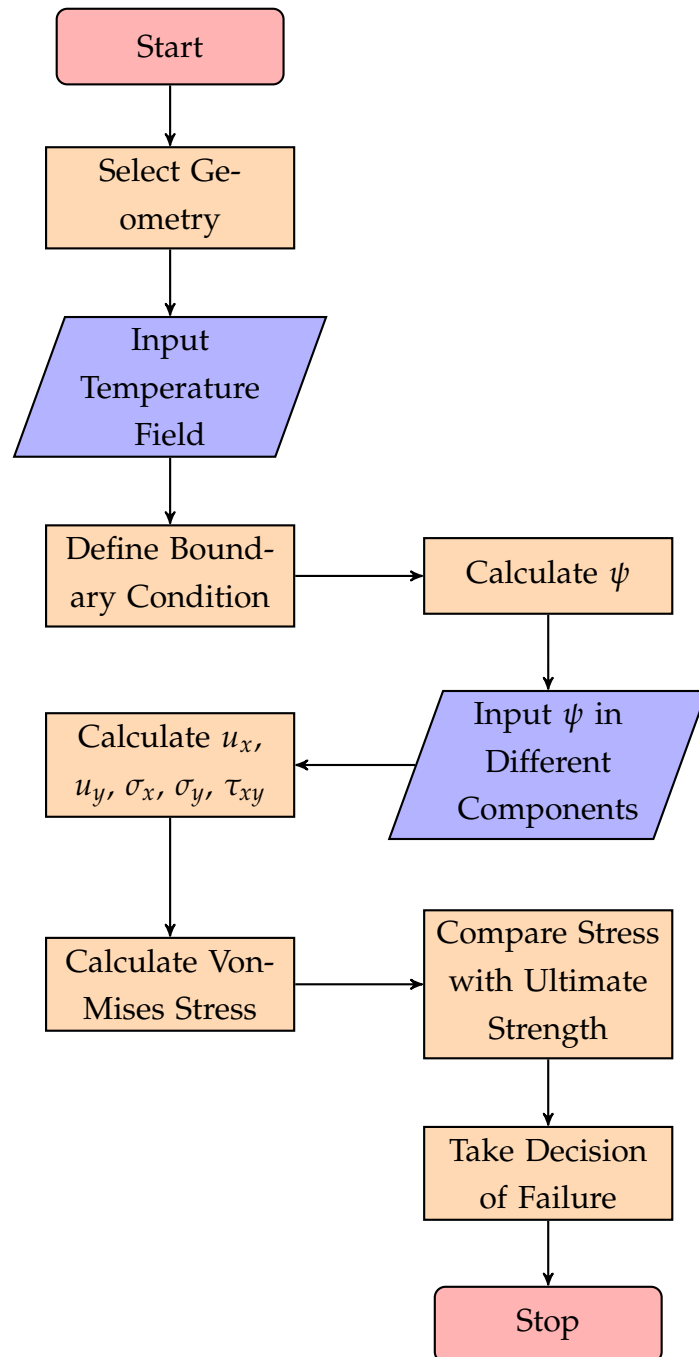 Start
Select Ge-
ometry
Input
Temperature
Field
Define Bound-
ary Condition
Calculate ψ
Input ψ in
Different
Components
Calculate u_x,
u_y, σ_x, σ_y, τ_xy
Calculate Von-
Mises Stress
Compare Stress
with Ultimate
Strength
Take Decision
of Failure
Stop